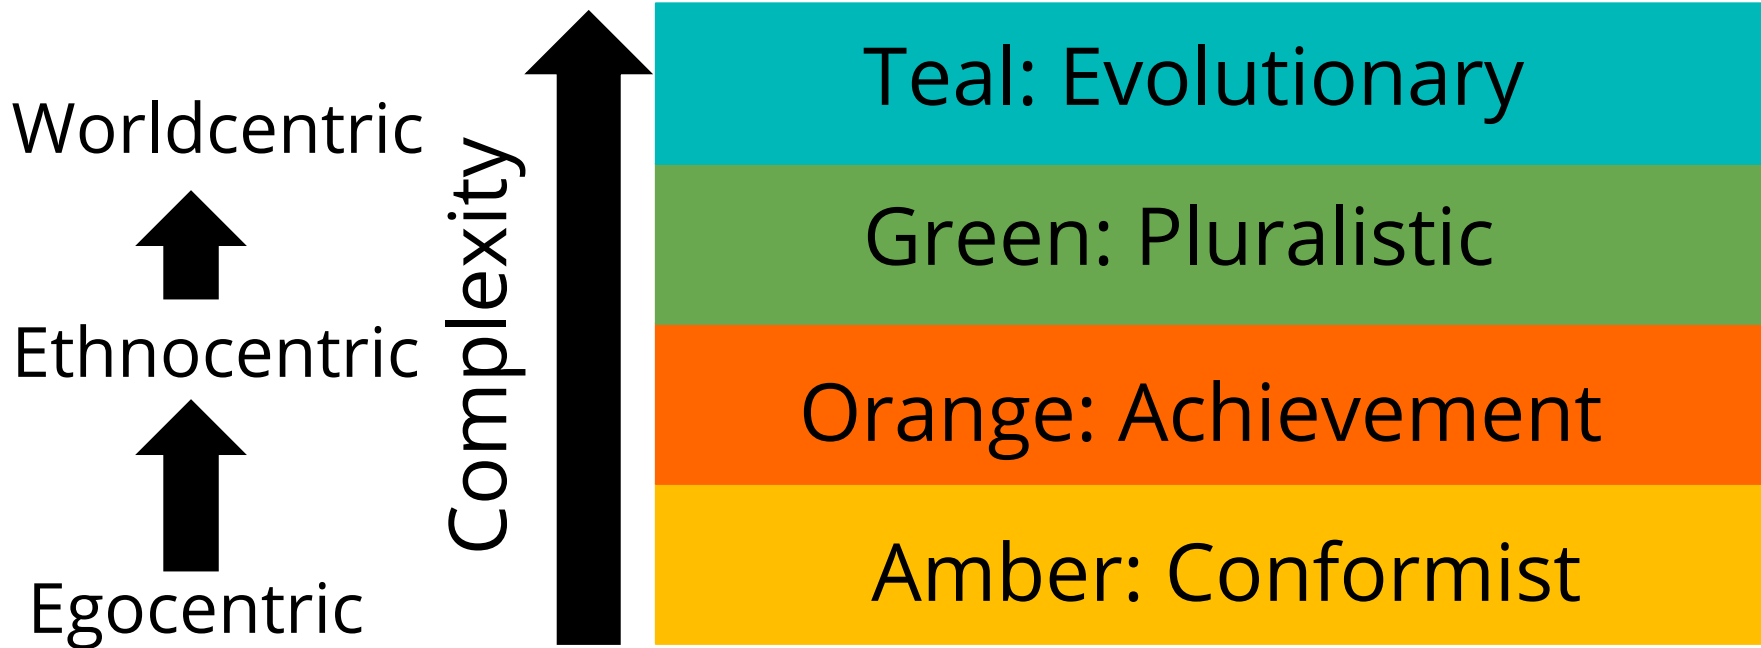 Worldcentric
Ethnocentric
Egocentric
Complexity
Teal: Evolutionary
Green: Pluralistic
Orange: Achievement
Amber: Conformist